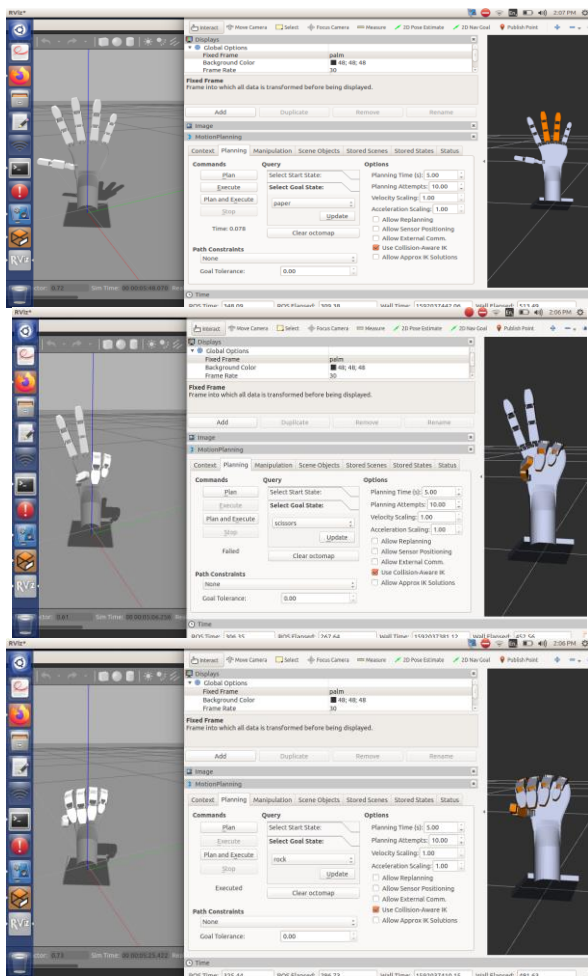 RViz*
2:07 PM
Interact Move Camera Select Focus Camera Measure 2D Pose Estimate 2D Nav Goal Publish Point
Displays
Global Options
Fixed Frame palm
Background Color 48; 48; 48
Frame Rate 30
Fixed Frame
Frame into which all data is transformed before being displayed.
Add Duplicate Remove Rename
Image
MotionPlanning
Context Planning Manipulation Scene Objects Stored Scenes Stored States Status
Commands Query Options
Plan Select Start State: Planning Time (s): 5.00
Execute Select Goal State: Planning Attempts: 10.00
Plan and Execute paper Velocity Scaling: 1.00
Stop Update Acceleration Scaling: 1.00
Time: 0.078 Clear octomap Allow Replanning
Allow Sensor Positioning
Allow External Comm.
Path Constraints Use Collision-Aware IK
None Allow Approx IK Solutions
Goal Tolerance: 0.00
Time
RViz*
2:06 PM
Interact Move Camera Select Focus Camera Measure 2D Pose Estimate 2D Nav Goal Publish Point
Displays
Global Options
Fixed Frame palm
Background Color 48; 48; 48
Frame Rate 30
Fixed Frame
Frame into which all data is transformed before being displayed.
Add Duplicate Remove Rename
Image
MotionPlanning
Context Planning Manipulation Scene Objects Stored Scenes Stored States Status
Commands Query Options
Plan Select Start State: Planning Time (s): 5.00
Execute Select Goal State: Planning Attempts: 10.00
Plan and Execute scissors Velocity Scaling: 1.00
Stop Update Acceleration Scaling: 1.00
Failed Clear octomap Allow Replanning
Allow Sensor Positioning
Allow External Comm.
Path Constraints Use Collision-Aware IK
None Allow Approx IK Solutions
Goal Tolerance: 0.00
Time
RViz*
2:06 PM
Interact Move Camera Select Focus Camera Measure 2D Pose Estimate 2D Nav Goal Publish Point
Displays
Global Options
Fixed Frame palm
Background Color 48; 48; 48
Frame Rate 30
Fixed Frame
Frame into which all data is transformed before being displayed.
Add Duplicate Remove Rename
Image
MotionPlanning
Context Planning Manipulation Scene Objects Stored Scenes Stored States Status
Commands Query Options
Plan Select Start State: Planning Time (s): 5.00
Execute Select Goal State: Planning Attempts: 10.00
Plan and Execute rock Velocity Scaling: 1.00
Stop Update Acceleration Scaling: 1.00
Executed Clear octomap Allow Replanning
Allow Sensor Positioning
Allow External Comm.
Path Constraints Use Collision-Aware IK
None Allow Approx IK Solutions
Goal Tolerance: 0.00
Time